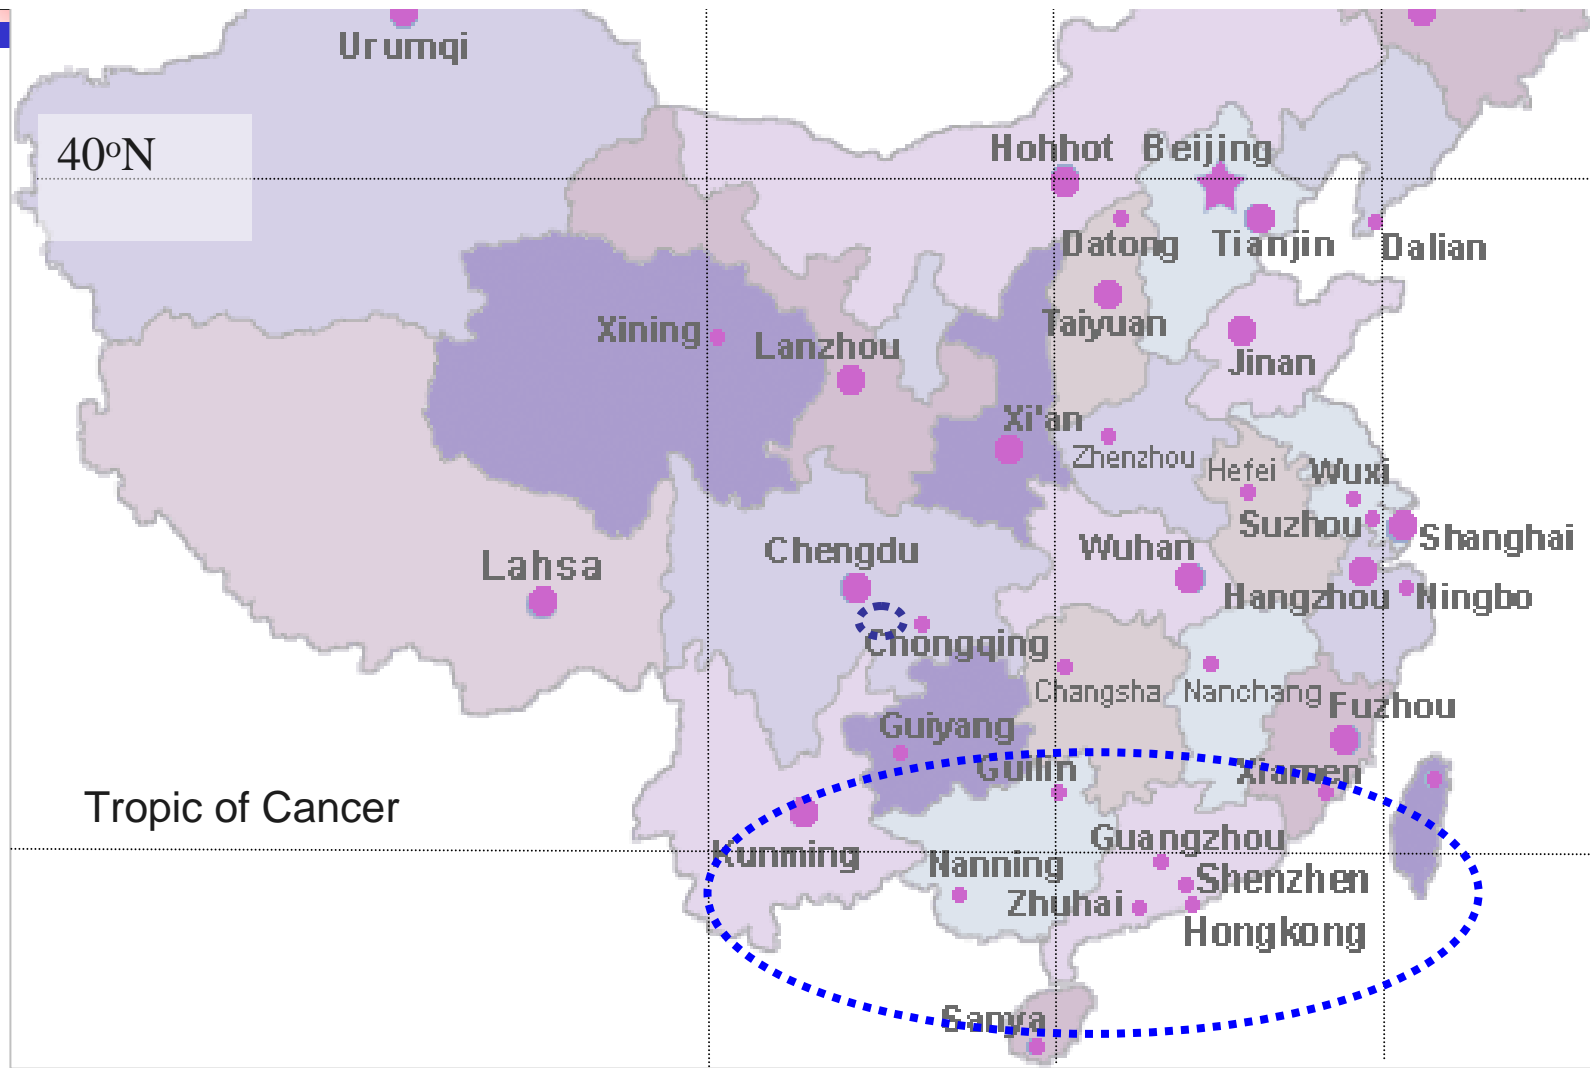 Urumqi
40°N
Hohhot
Beijing
Datong
Tianjin
Dalian
Xining
Taiyuan
Lanzhou
Jinan
Xi'an
Zhenzhou
Hefei
Wuxi
Suzhou
Shanghai
Chengdu
Wuhan
Lahsa
Hangzhou
Ningbo
Chongqing
Changsha
Nanchang
Fuzhou
Guiyang
Guilin
Xiamen
Tropic of Cancer
Guangzhou
Kunming
Nanning
Shenzhen
Zhuhai
Hongkong
Sanya